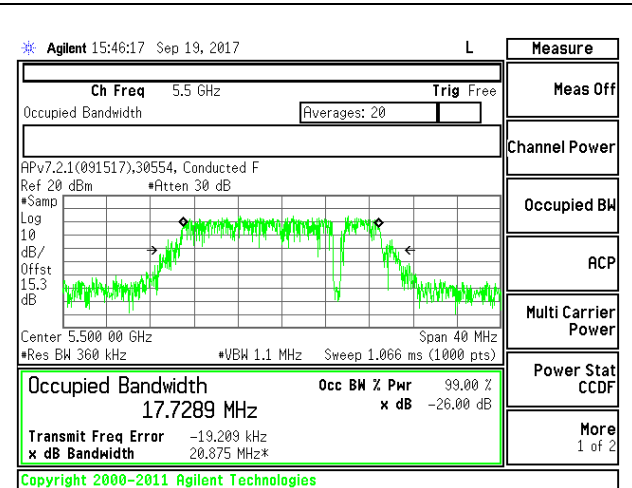 Agilent 15:46:17 Sep 19, 2017 L
Measure
Ch Freq 5.5 GHz Trig Free
Meas Off
Occupied Bandwidth Averages: 20
Channel Power
APv7.2.1(091517),30554, Conducted F
Ref 20 dBm #Atten 30 dB
#Samp
Log
10
dB/
Offst
15.3
dB
Occupied BW
ACP
Multi Carrier
Power
Center 5.500 00 GHz Span 40 MHz
#Res BW 360 kHz #VBW 1.1 MHz Sweep 1.066 ms (1000 pts)
Power Stat
CCDF
Occupied Bandwidth Occ BW % Pwr 99.00 %
17.7289 MHz x dB -26.00 dB
Transmit Freq Error -19.209 kHz
x dB Bandwidth 20.875 MHz*
More
1 of 2
Copyright 2000-2011 Agilent Technologies